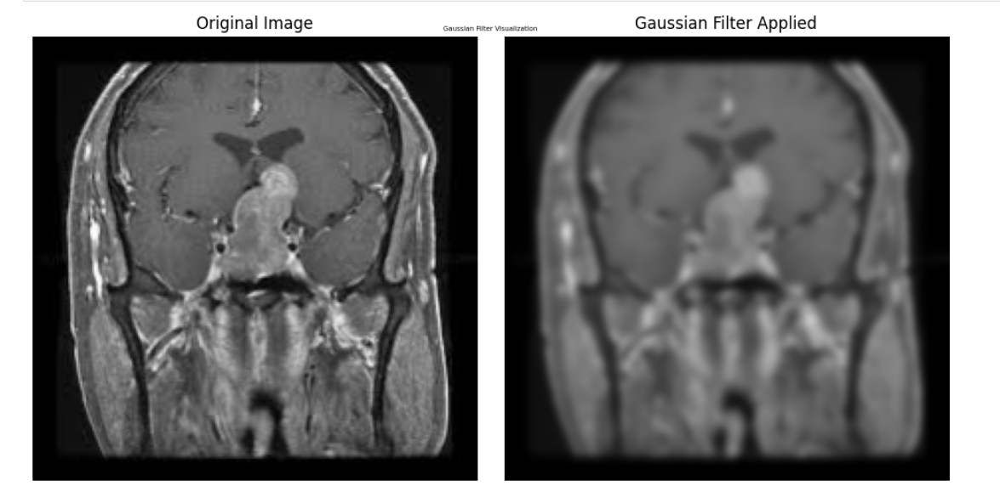 Gaussian Filter Visualization
Original Image
Gaussian Filter Applied